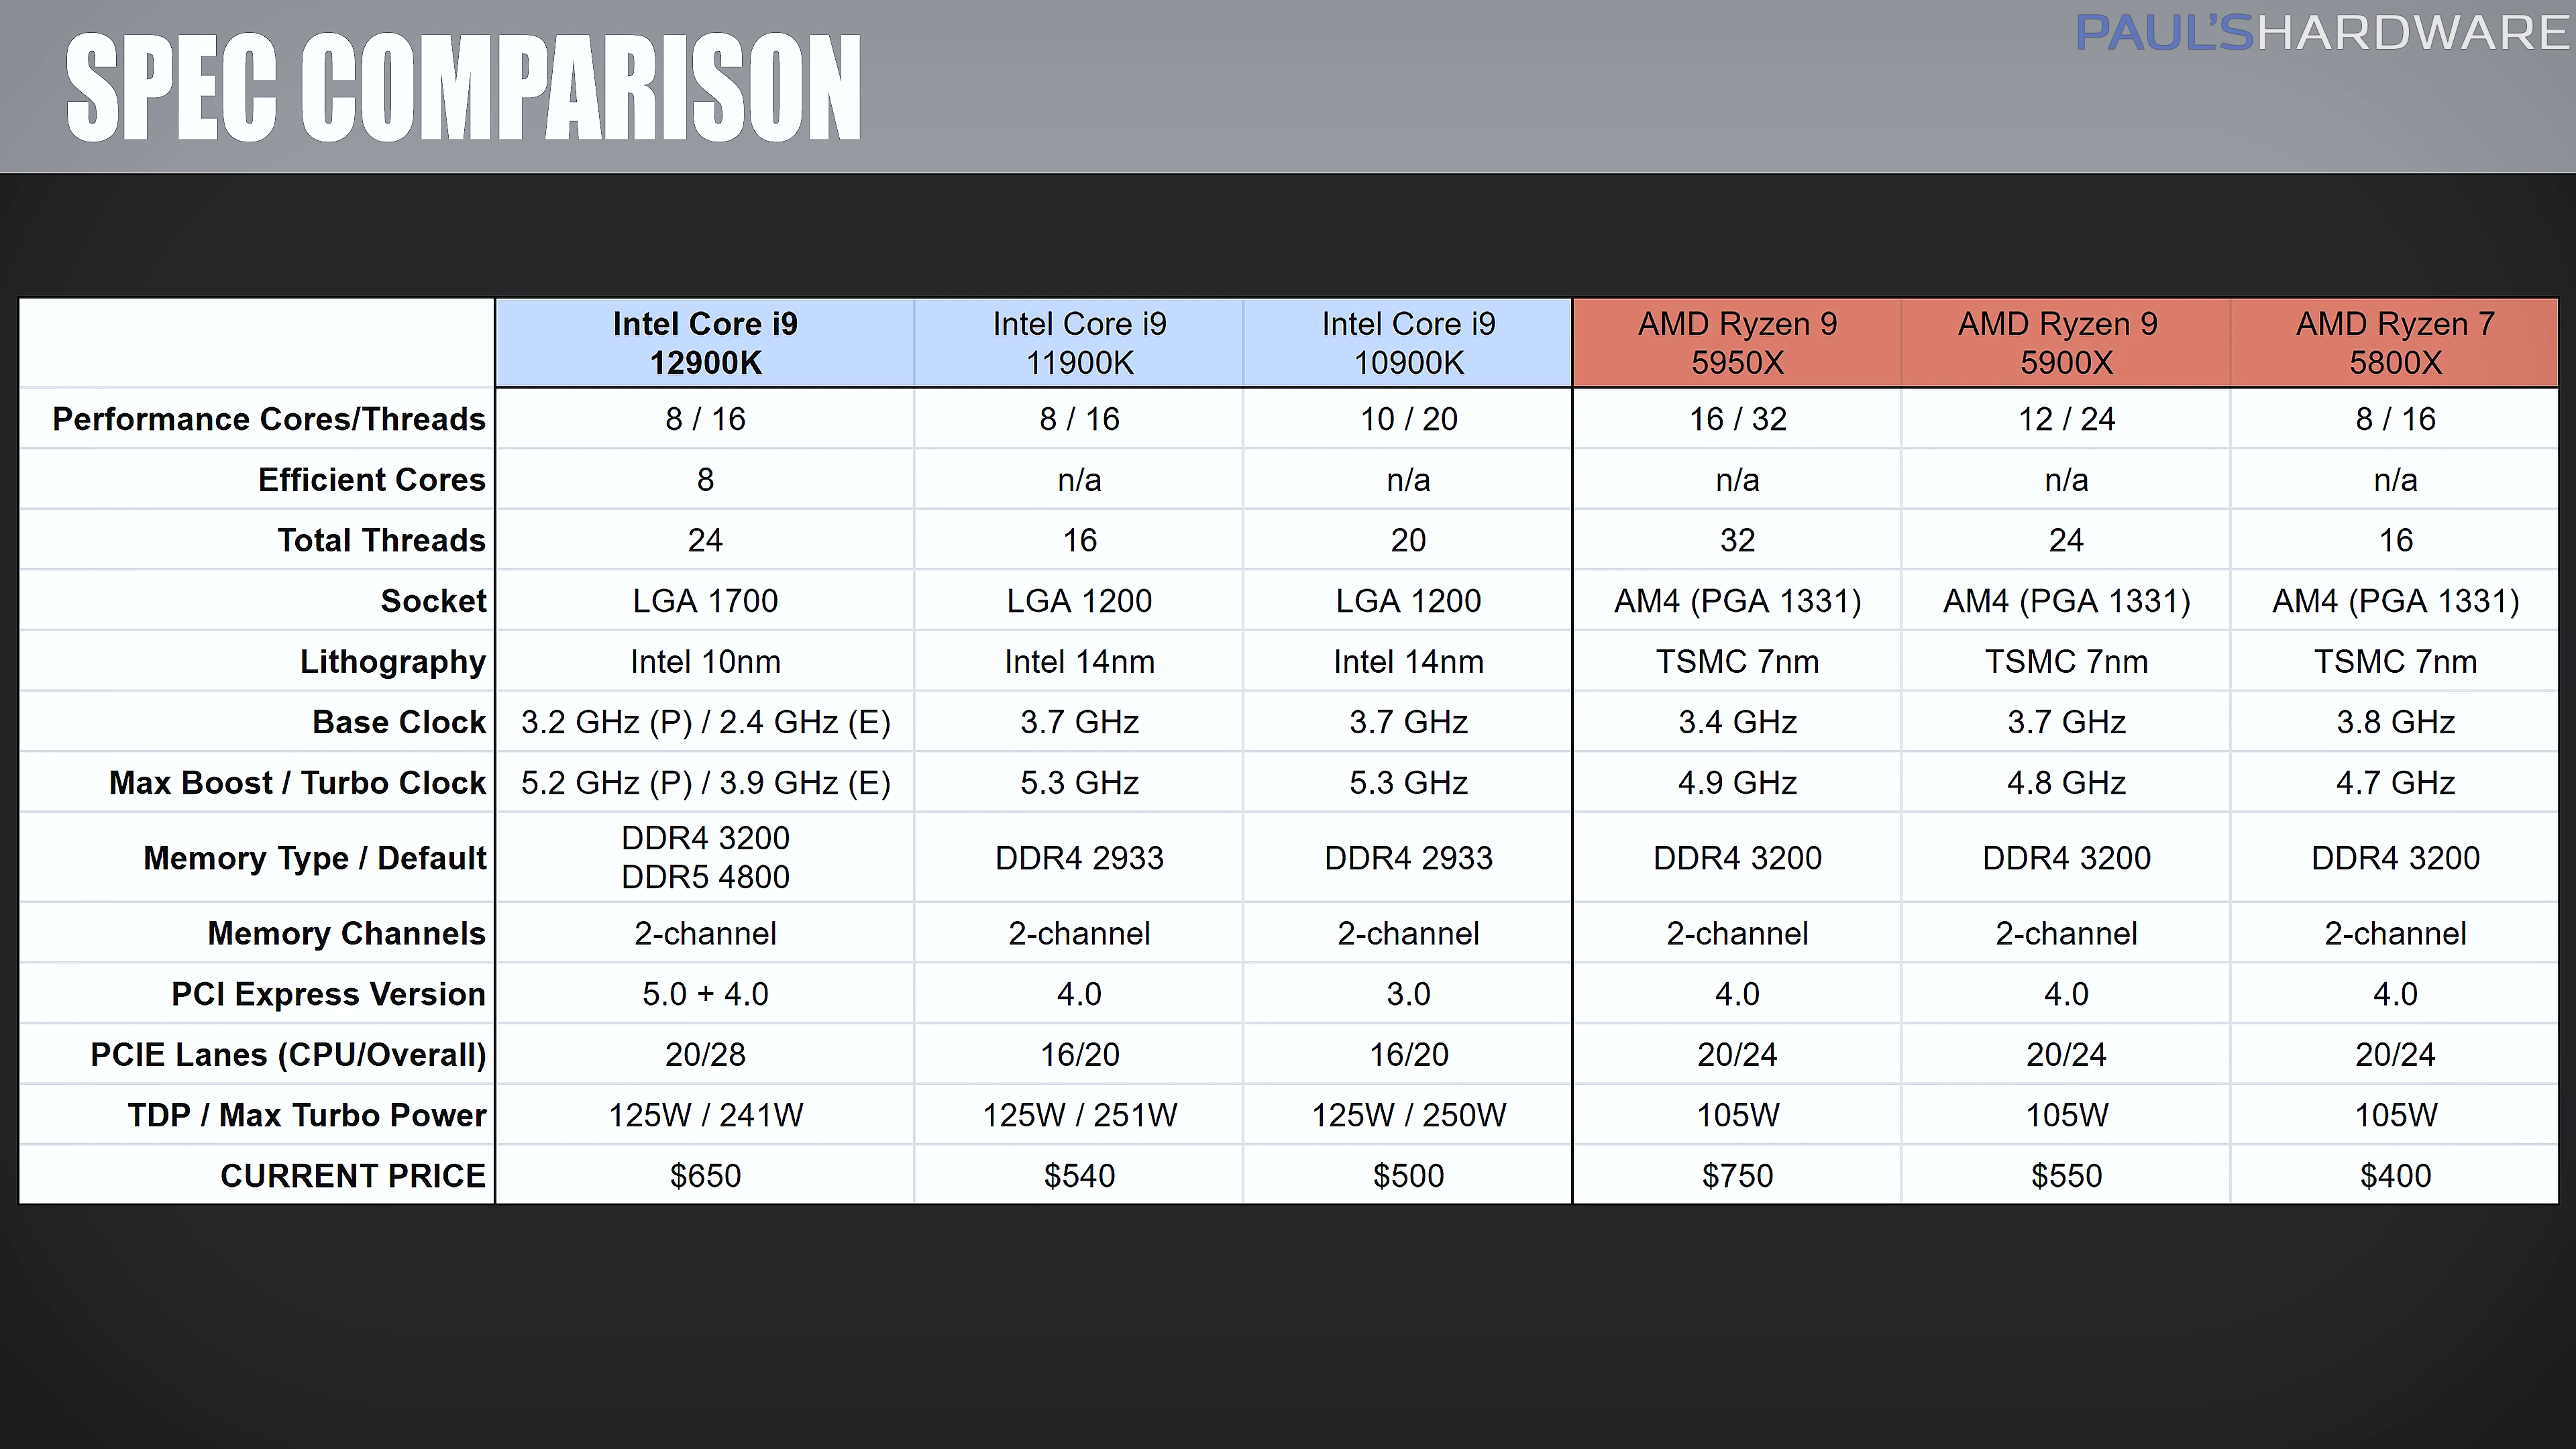 PAUL'SHARDWARE
SPEC COMPARISON
Intel Core i9 12900K Intel Core i9 11900K Intel Core i9 10900K AMD Ryzen 9 5950X AMD Ryzen 9 5900X AMD Ryzen 7 5800X
Performance Cores/Threads 8 / 16 8 / 16 10 / 20 16 / 32 12 / 24 8 / 16
Efficient Cores 8 n/a n/a n/a n/a n/a
Total Threads 24 16 20 32 24 16
Socket LGA 1700 LGA 1200 LGA 1200 AM4 (PGA 1331) AM4 (PGA 1331) AM4 (PGA 1331)
Lithography Intel 10nm Intel 14nm Intel 14nm TSMC 7nm TSMC 7nm TSMC 7nm
Base Clock 3.2 GHz (P) / 2.4 GHz (E) 3.7 GHz 3.7 GHz 3.4 GHz 3.7 GHz 3.8 GHz
Max Boost / Turbo Clock 5.2 GHz (P) / 3.9 GHz (E) 5.3 GHz 5.3 GHz 4.9 GHz 4.8 GHz 4.7 GHz
Memory Type / Default DDR4 3200 DDR5 4800 DDR4 2933 DDR4 2933 DDR4 3200 DDR4 3200 DDR4 3200
Memory Channels 2-channel 2-channel 2-channel 2-channel 2-channel 2-channel
PCI Express Version 5.0 + 4.0 4.0 3.0 4.0 4.0 4.0
PCIE Lanes (CPU/Overall) 20/28 16/20 16/20 20/24 20/24 20/24
TDP / Max Turbo Power 125W / 241W 125W / 251W 125W / 250W 105W 105W 105W
CURRENT PRICE $650 $540 $500 $750 $550 $400